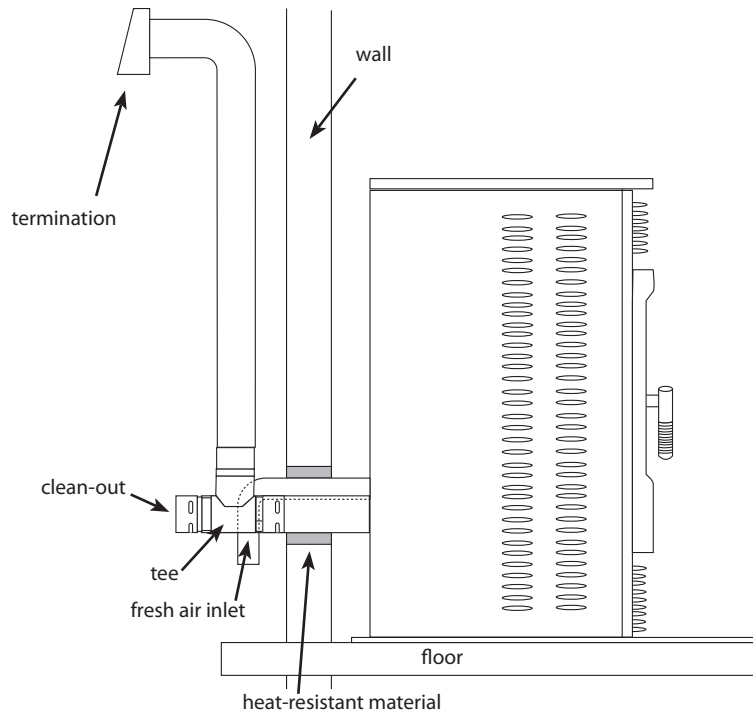 wall
termination
clean-out
tee
fresh air inlet
floor
heat-resistant material